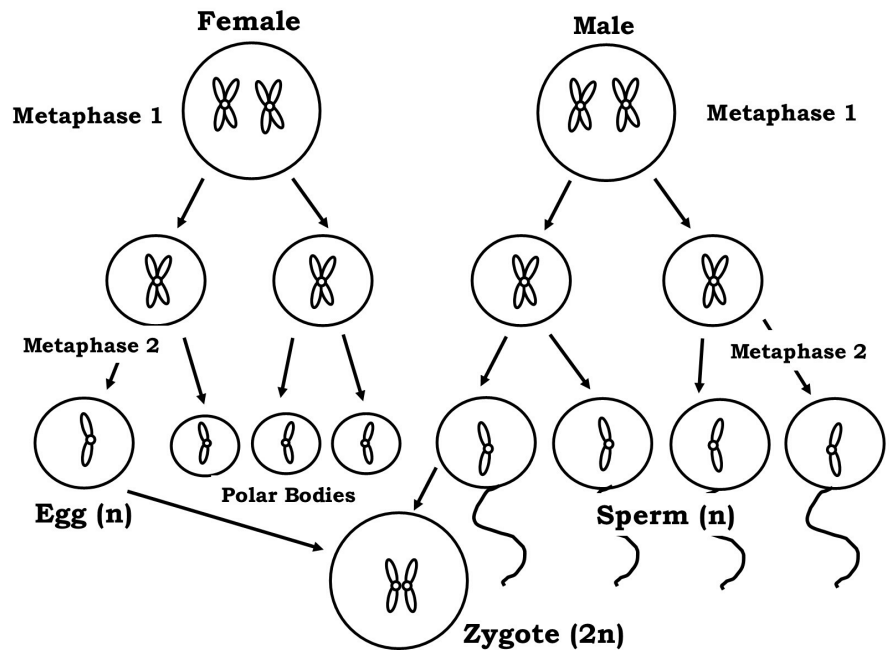 Female
Male
Metaphase 1
Metaphase 1
Metaphase 2
Metaphase 2
Polar Bodies
Egg (n)
Sperm (n)
Zygote (2n)